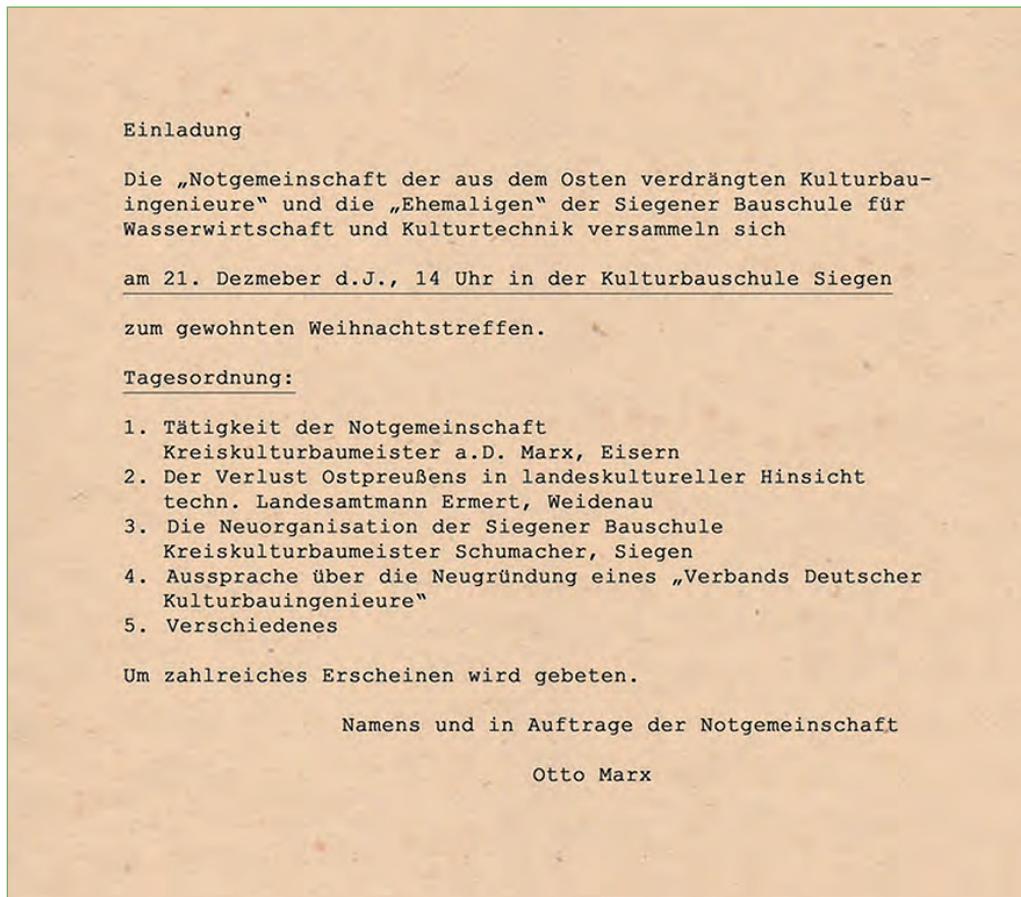 Einladung
Die „Notgemeinschaft der aus dem Osten verdrängten Kulturbau-
ingenieure“ und die „Ehemaligen“ der Siegener Bauschule für
Wasserwirtschaft und Kulturtechnik versammeln sich
am 21. Dezmeber d.J., 14 Uhr in der Kulturbauschule Siegen
zum gewohnten Weihnachtstreffen.
Tagesordnung:
1. Tätigkeit der Notgemeinschaft
Kreiskulturbaumeister a.D. Marx, Eisern
2. Der Verlust Ostpreußens in landeskultureller Hinsicht
techn. Landesamtmann Ermert, Weidenau
3. Die Neuorganisation der Siegener Bauschule
Kreiskulturbaumeister Schumacher, Siegen
4. Aussprache über die Neugründung eines „Verbands Deutscher
Kulturbauingenieure“
5. Verschiedenes
Um zahlreiches Erscheinen wird gebeten.
Namens und in Auftrage der Notgemeinschaft
Otto Marx